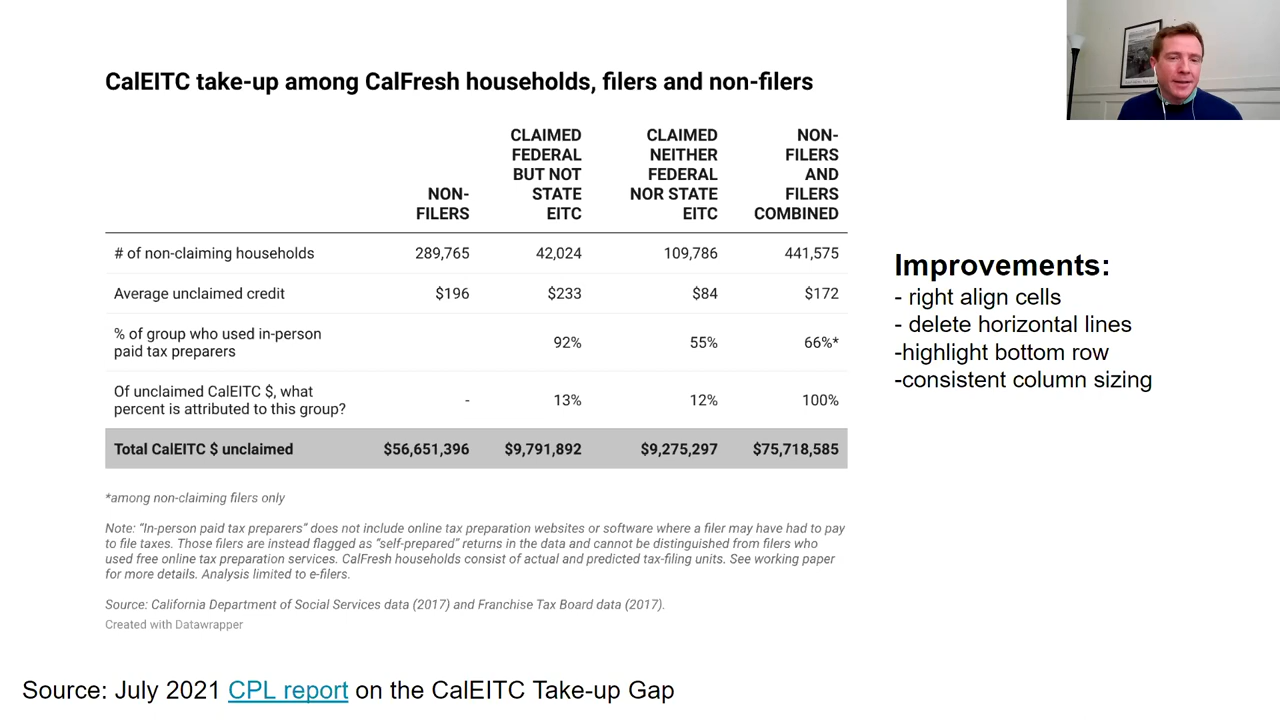 CalEITC take-up among CalFresh households, filers and non-filers
NON-
FILERS
CLAIMED
FEDERAL
BUT NOT
STATE
EITC
CLAIMED
NEITHER
FEDERAL
NOR STATE
EITC
NON-
FILERS
AND
FILERS
COMBINED
# of non-claiming households 289,765 42,024 109,786 441,575
Average unclaimed credit $196 $233 $84 $172
% of group who used in-person
paid tax preparers 92% 55% 66%*
Of unclaimed CalEITC $, what
percent is attributed to this group? - 13% 12% 100%
Total CalEITC $ unclaimed $56,651,396 $9,791,892 $9,275,297 $75,718,585
*among non-claiming filers only
Note: “In-person paid tax preparers” does not include online tax preparation websites or software where a filer may have had to pay
to file taxes. Those filers are instead flagged as “self-prepared” returns in the data and cannot be distinguished from filers who
used free online tax preparation services. CalFresh households consist of actual and predicted tax-filing units. See working paper
for more details. Analysis limited to e-filers.
Source: California Department of Social Services data (2017) and Franchise Tax Board data (2017).
Created with Datawrapper
Improvements:
- right align cells
- delete horizontal lines
-highlight bottom row
-consistent column sizing
Source: July 2021 CPL report on the CalEITC Take-up Gap